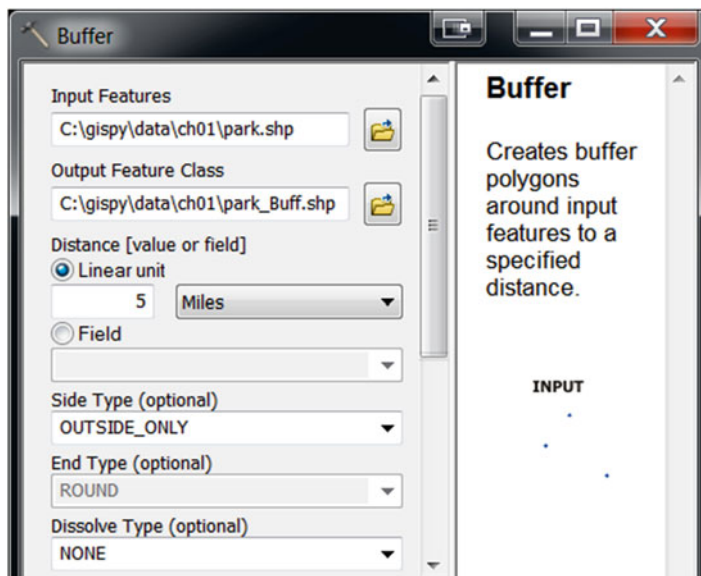 Buffer
Input Features
C:\gispy\data\ch01\park.shp
Output Feature Class
C:\gispy\data\ch01\park_Buff.shp
Distance [value or field]
Linear unit
5 Miles
Field
Side Type (optional)
OUTSIDE_ONLY
End Type (optional)
ROUND
Dissolve Type (optional)
NONE
Buffer
Creates buffer
polygons
around input
features to a
specified
distance.
INPUT